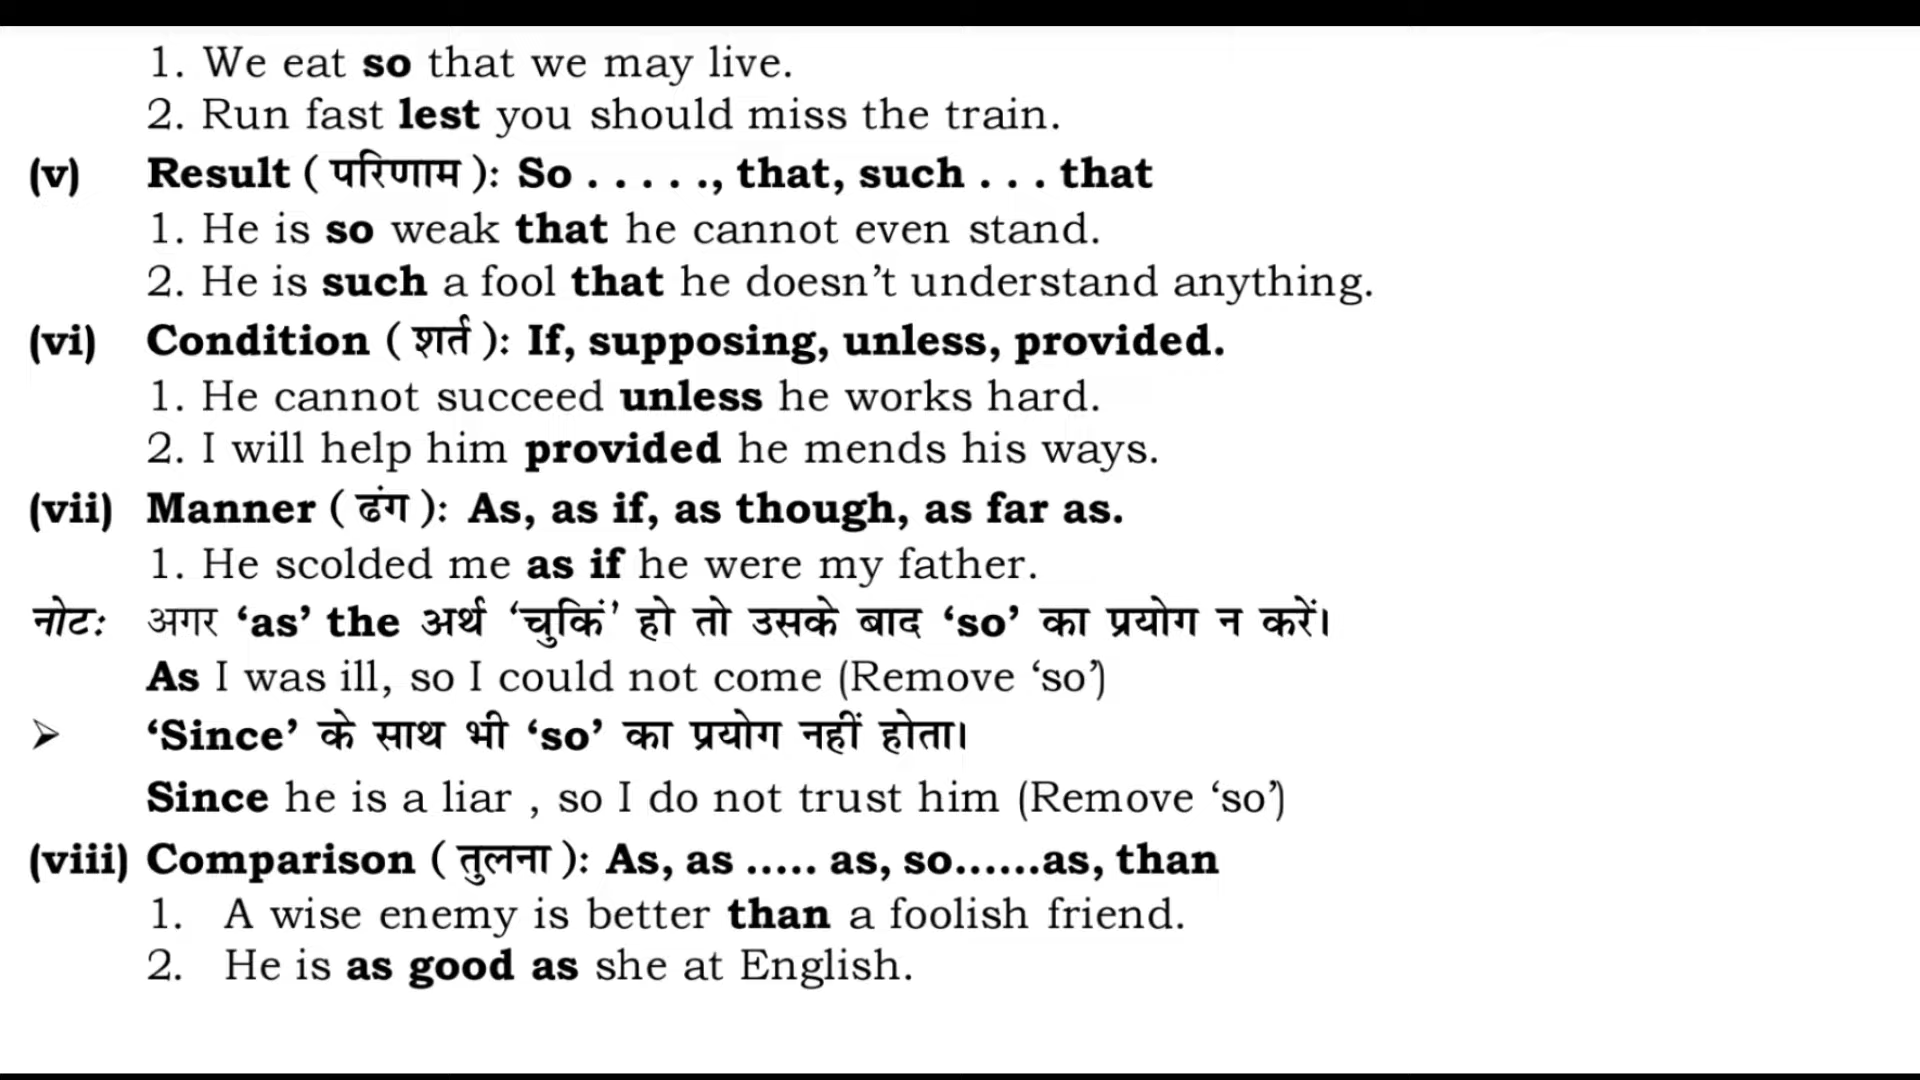 1. We eat so that we may live.
2. Run fast lest you should miss the train.
(v) Result ( परिणाम ): So . . . . ., that, such . . . that
1. He is so weak that he cannot even stand.
2. He is such a fool that he doesn’t understand anything.
(vi) Condition ( शर्त ): If, supposing, unless, provided.
1. He cannot succeed unless he works hard.
2. I will help him provided he mends his ways.
(vii) Manner ( ढंग ): As, as if, as though, as far as.
1. He scolded me as if he were my father.
नोट: अगर ‘as’ the अर्थ ‘चुकिं’ हो तो उसके बाद ‘so’ का प्रयोग न करें।
As I was ill, so I could not come (Remove ‘so’)
➢ ‘Since’ के साथ भी ‘so’ का प्रयोग नहीं होता।
Since he is a liar , so I do not trust him (Remove ‘so’)
(viii) Comparison ( तुलना ): As, as ..... as, so......as, than
1. A wise enemy is better than a foolish friend.
2. He is as good as she at English.